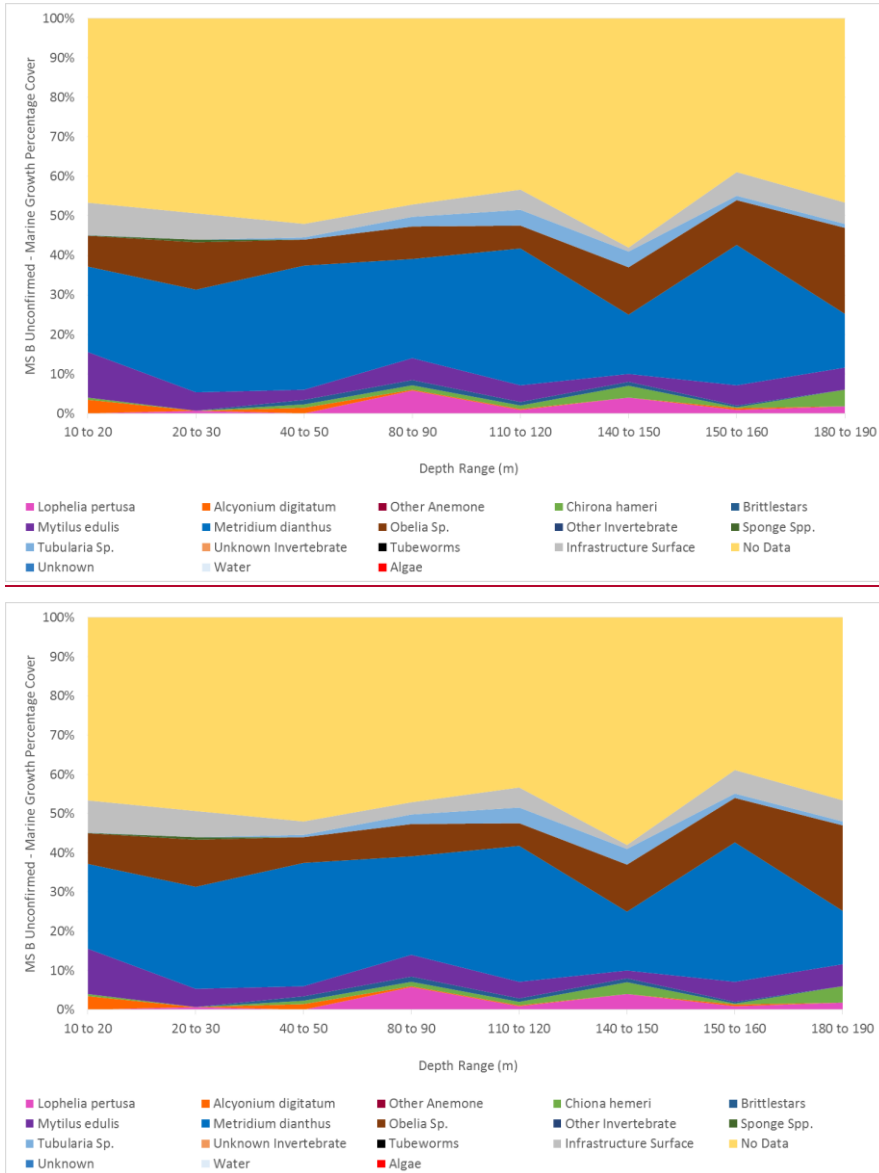 100%
90%
80%
70%
60%
50%
40%
30%
20%
10%
0%
MS B Unconfirmed - Marine Growth Percentage Cover
10 to 20 20 to 30 40 to 50 80 to 90 110 to 120 140 to 150 150 to 160 180 to 190
Depth Range (m)
Lophelia pertusa Alcyonium digitatum Other Anemone Chirona hameri Brittlestars
Mytilus edulis Metridium dianthus Obelia Sp. Other Invertebrate Sponge Spp.
Tubularia Sp. Unknown Invertebrate Tubeworms Infrastructure Surface No Data
Unknown Water Algae
100%
90%
80%
70%
60%
50%
40%
30%
20%
10%
0%
MS B Unconfirmed - Marine Growth Percentage Cover
10 to 20 20 to 30 40 to 50 80 to 90 110 to 120 140 to 150 150 to 160 180 to 190
Depth Range (m)
Lophelia pertusa Alcyonium digitatum Other Anemone Chiona hemeri Brittlestars
Mytilus edulis Metridium dianthus Obelia Sp. Other Invertebrate Sponge Spp.
Tubularia Sp. Unknown Invertebrate Tubeworms Infrastructure Surface No Data
Unknown Water Algae